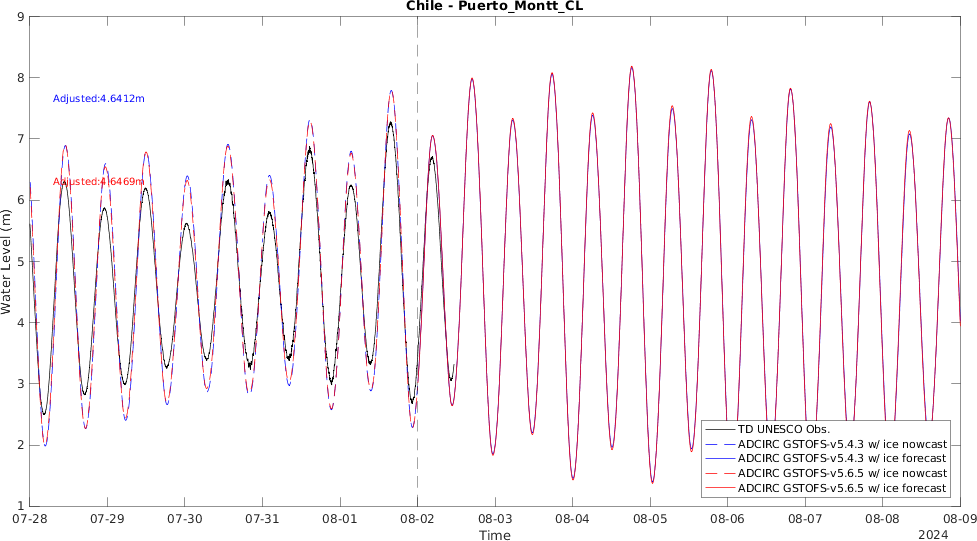 Chile - Puerto_Montt_CL
Water Level (m)
9
8
7
6
5
4
3
2
1
Adjusted:4.6412m
Adjusted:4.6469m
TD UNESCO Obs.
ADCIRC GSTOFS-v5.4.3 w/ ice nowcast
ADCIRC GSTOFS-v5.4.3 w/ ice forecast
ADCIRC GSTOFS-v5.6.5 w/ ice nowcast
ADCIRC GSTOFS-v5.6.5 w/ ice forecast
07-28 07-29 07-30 07-31 08-01 08-02 08-03 08-04 08-05 08-06 08-07 08-08 08-09
Time
2024